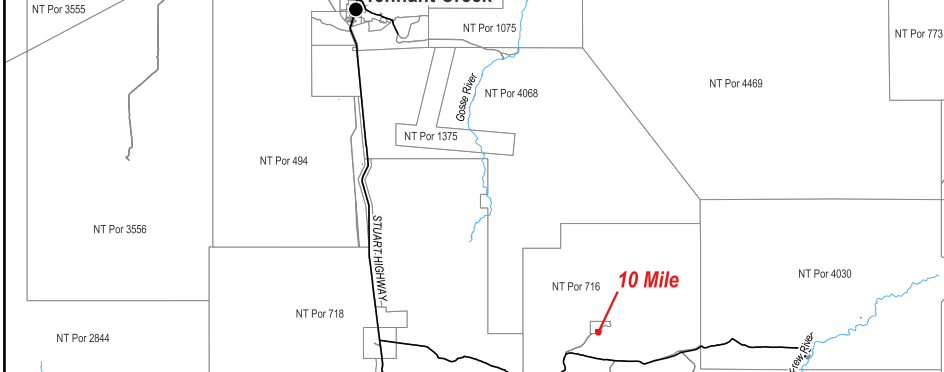 NT Por 3555
Tennant Creek
NT Por 1075
NT Por 773
NT Por 4469
Gosse River
NT Por 4068
NT Por 1375
NT Por 494
NT Por 3556
STUART HIGHWAY
10 Mile
NT Por 716
NT Por 4030
NT Por 718
NT Por 2844
rew River